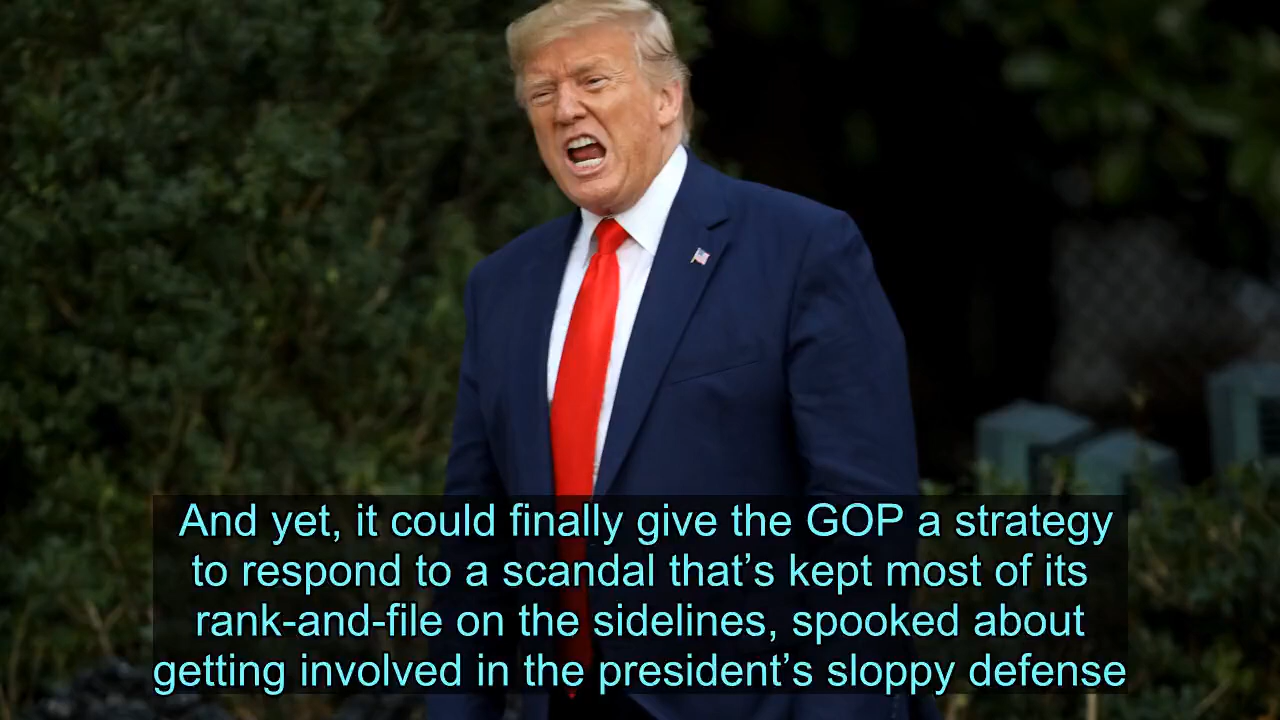 And yet, it could finally give the GOP a strategy
to respond to a scandal that’s kept most of its
rank-and-file on the sidelines, spooked about
getting involved in the president’s sloppy defense